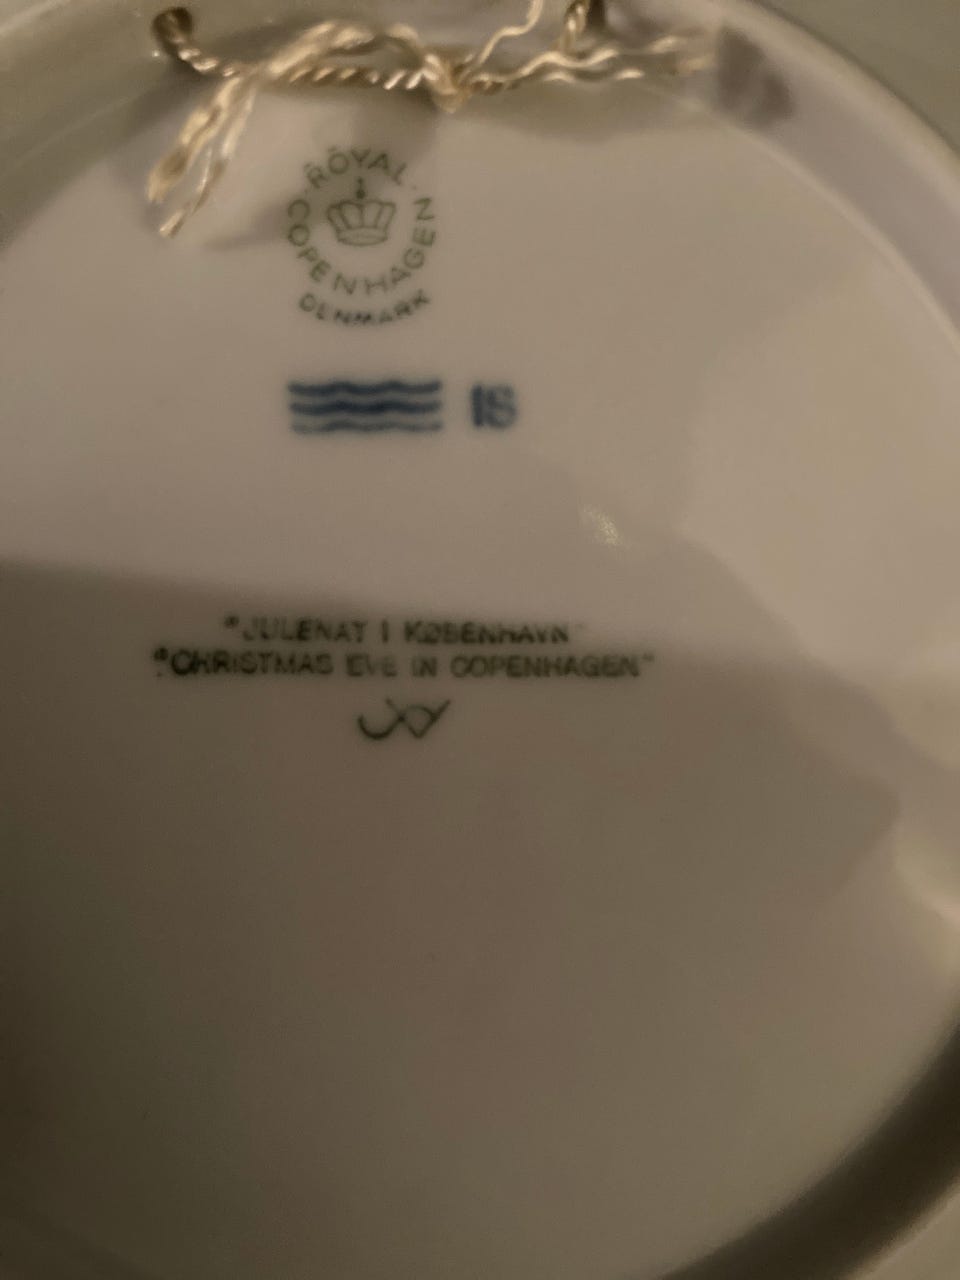 ROYAL
COPENHAGEN
DENMARK
IS
"JULENAT I KØBENHAVN"
"CHRISTMAS EVE IN COPENHAGEN"